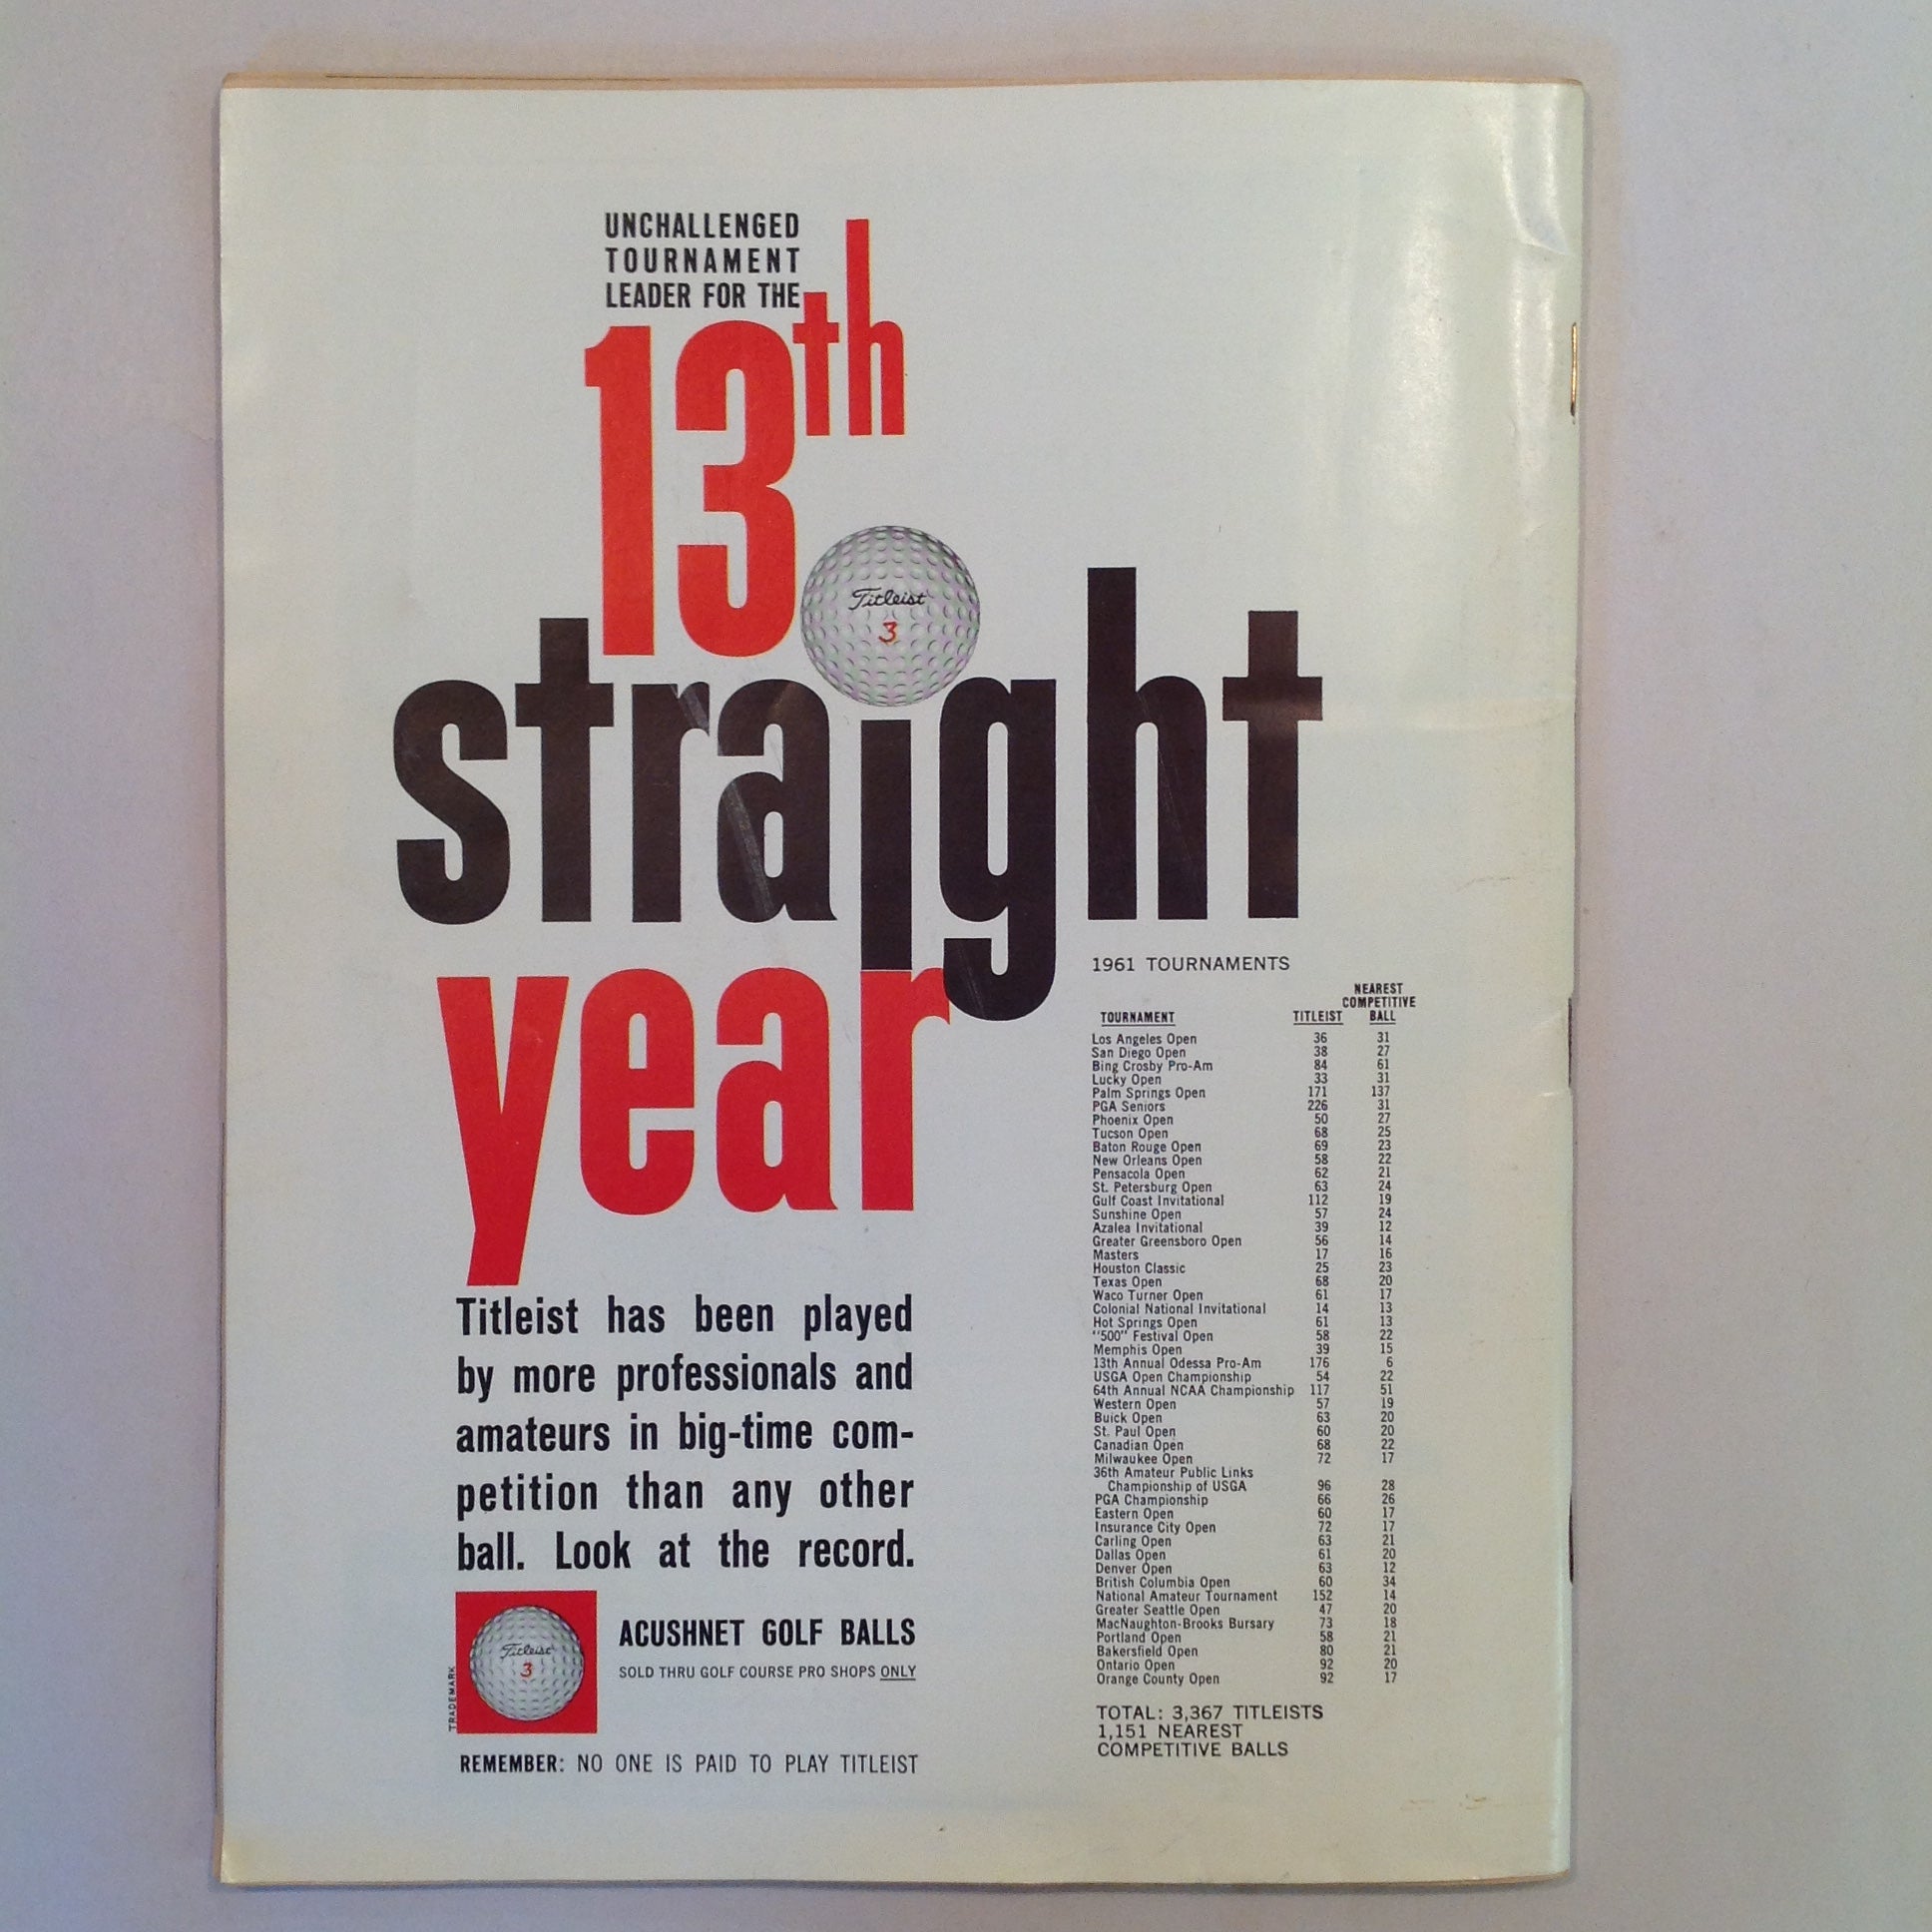 UNCHALLENGED
TOURNAMENT
LEADER FOR THE
13th
straight
year
Titleist
3
Titleist has been played
by more professionals and
amateurs in big-time com-
petition than any other
ball. Look at the record.
Titleist
3
TRADEMARK
ACUSHNET GOLF BALLS
SOLD THRU GOLF COURSE PRO SHOPS ONLY
REMEMBER: NO ONE IS PAID TO PLAY TITLEIST
1961 TOURNAMENTS
NEAREST
COMPETITIVE
TOURNAMENT TITLEIST BALL
Los Angeles Open 36 31
San Diego Open 38 27
Bing Crosby Pro-Am 84 61
Lucky Open 33 31
Palm Springs Open 171 137
PGA Seniors 226 31
Phoenix Open 50 27
Tucson Open 68 25
Baton Rouge Open 69 23
New Orleans Open 58 22
Pensacola Open 62 21
St. Petersburg Open 63 24
Gulf Coast Invitational 112 19
Sunshine Open 57 24
Azalea Invitational 39 12
Greater Greensboro Open 56 14
Masters 17 16
Houston Classic 25 23
Texas Open 68 20
Waco Turner Open 61 17
Colonial National Invitational 14 13
Hot Springs Open 61 13
"500" Festival Open 58 22
Memphis Open 39 15
13th Annual Odessa Pro-Am 176 6
USGA Open Championship 54 22
64th Annual NCAA Championship 117 51
Western Open 57 19
Buick Open 63 20
St. Paul Open 60 20
Canadian Open 68 22
Milwaukee Open 72 17
36th Amateur Public Links
Championship of USGA 96 28
PGA Championship 66 26
Eastern Open 60 17
Insurance City Open 72 17
Carling Open 63 21
Dallas Open 61 20
Denver Open 63 12
British Columbia Open 60 34
National Amateur Tournament 152 14
Greater Seattle Open 47 20
MacNaughton-Brooks Bursary 73 18
Portland Open 58 21
Bakersfield Open 80 21
Ontario Open 92 20
Orange County Open 92 17
TOTAL: 3,367 TITLEISTS
1,151 NEAREST
COMPETITIVE BALLS